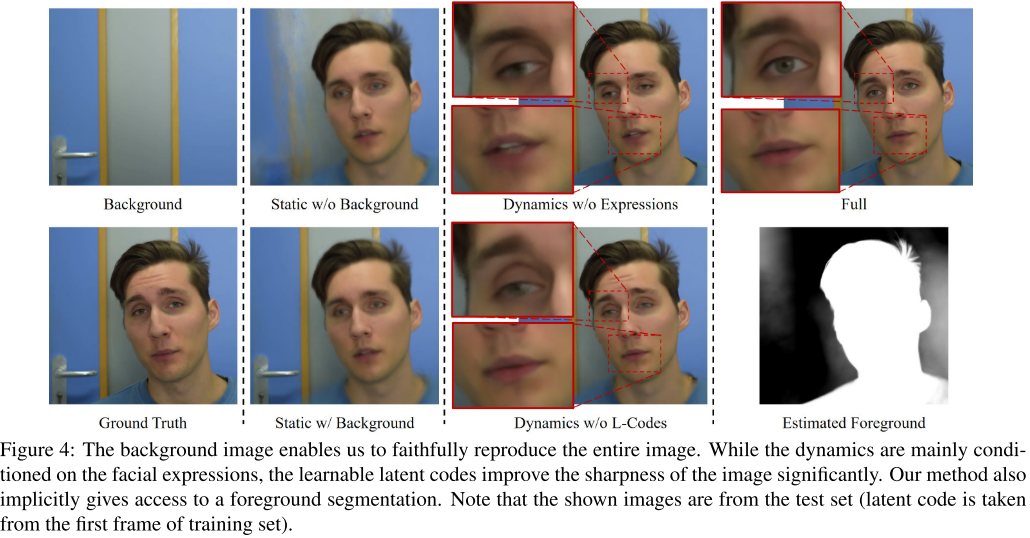 Background
Static w/o Background
Dynamics w/o Expressions
Full
Ground Truth
Static w/ Background
Dynamics w/o L-Codes
Estimated Foreground
Figure 4: The background image enables us to faithfully reproduce the entire image. While the dynamics are mainly condi-
tioned on the facial expressions, the learnable latent codes improve the sharpness of the image significantly. Our method also
implicitly gives access to a foreground segmentation. Note that the shown images are from the test set (latent code is taken
from the first frame of training set).